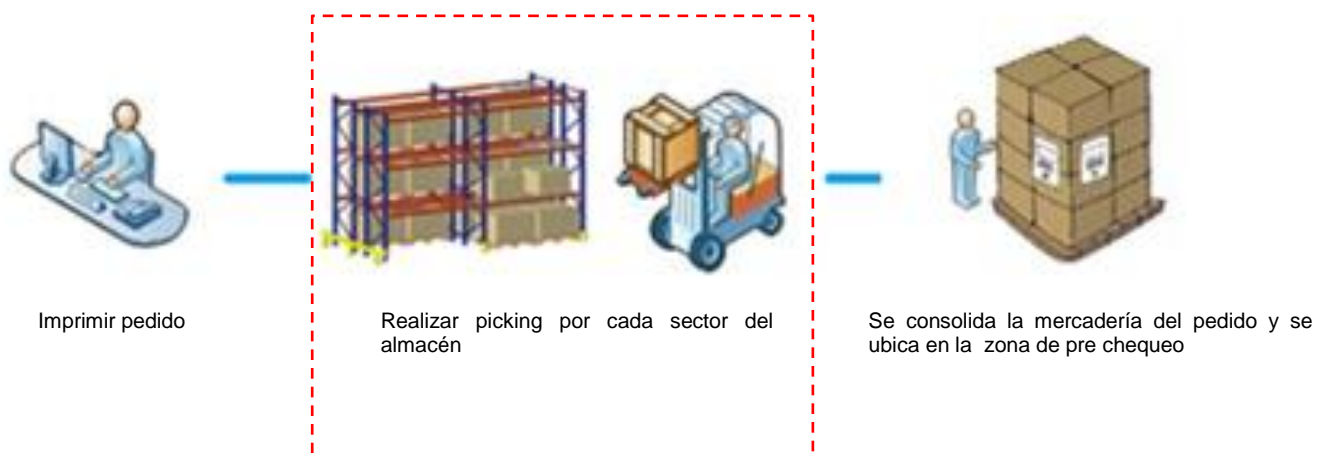 Imprimir pedido
Realizar picking por cada sector del
almacén
Se consolida la mercadería del pedido y se
ubica en la zona de pre chequeo